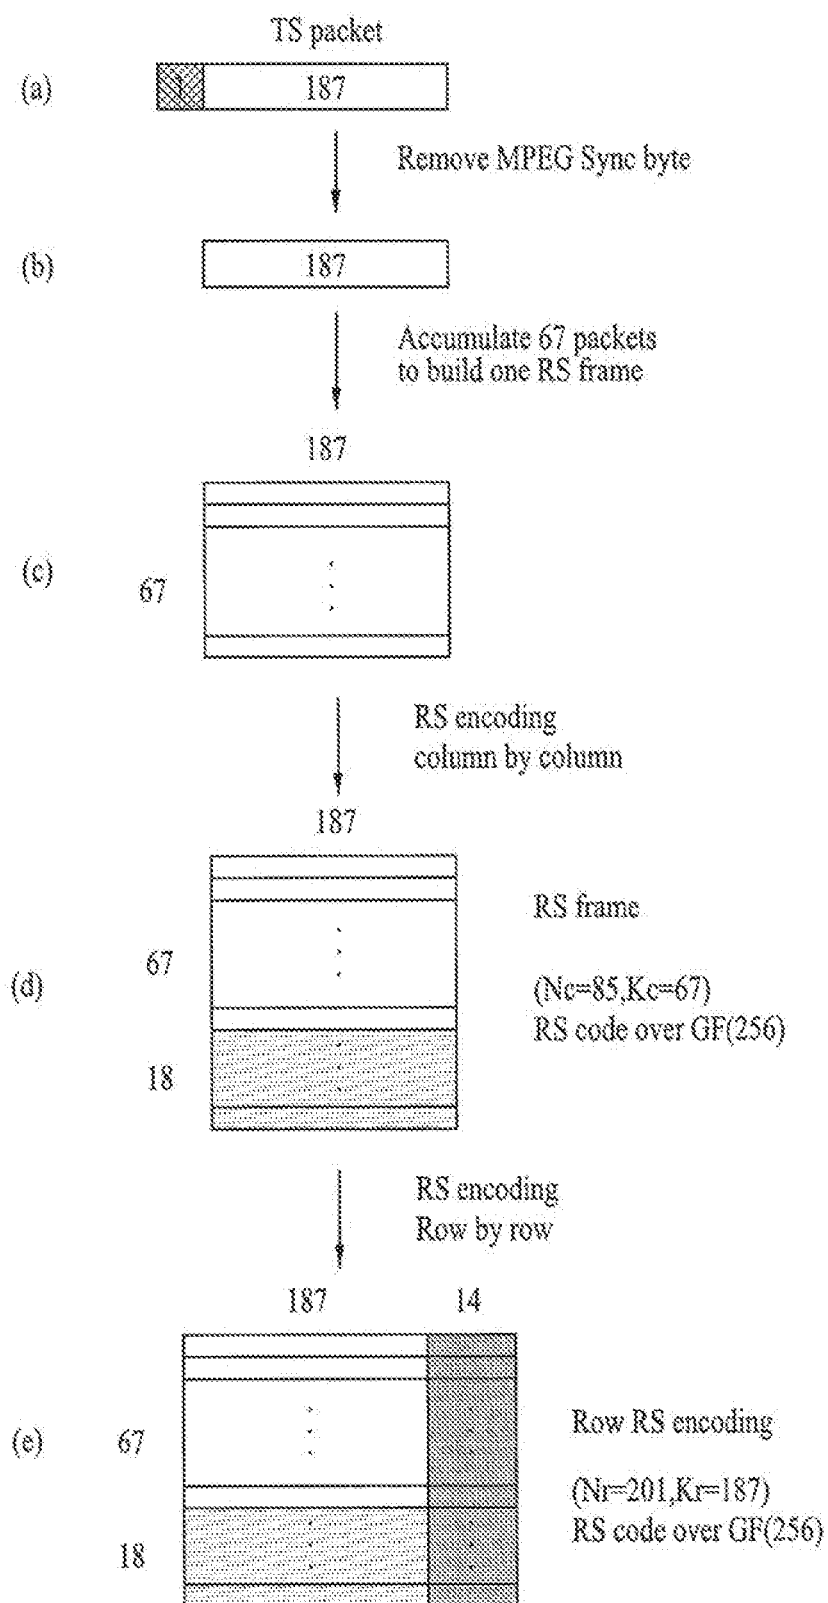 TS packet
(a)
1 187
Remove MPEG Sync byte
(b)
187
Accumulate 67 packets
to build one RS frame
187
(c)
67
RS encoding
column by column
187
RS frame
67
(d)
(Nc=85,Kc=67)
RS code over GF(256)
18
RS encoding
Row by row
187 14
Row RS encoding
(e)
67
(Nr=201,Kr=187)
RS code over GF(256)
18